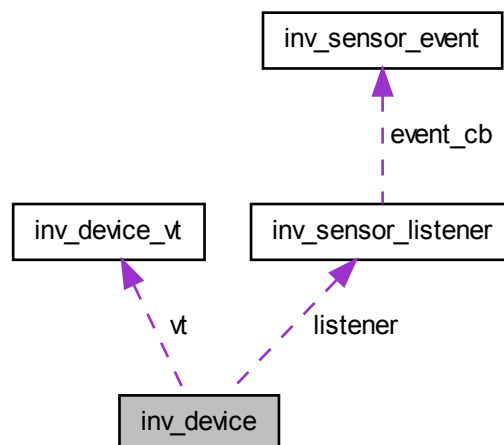 inv_sensor_event
event_cb
inv_device_vt
inv_sensor_listener
vt
listener
inv_device